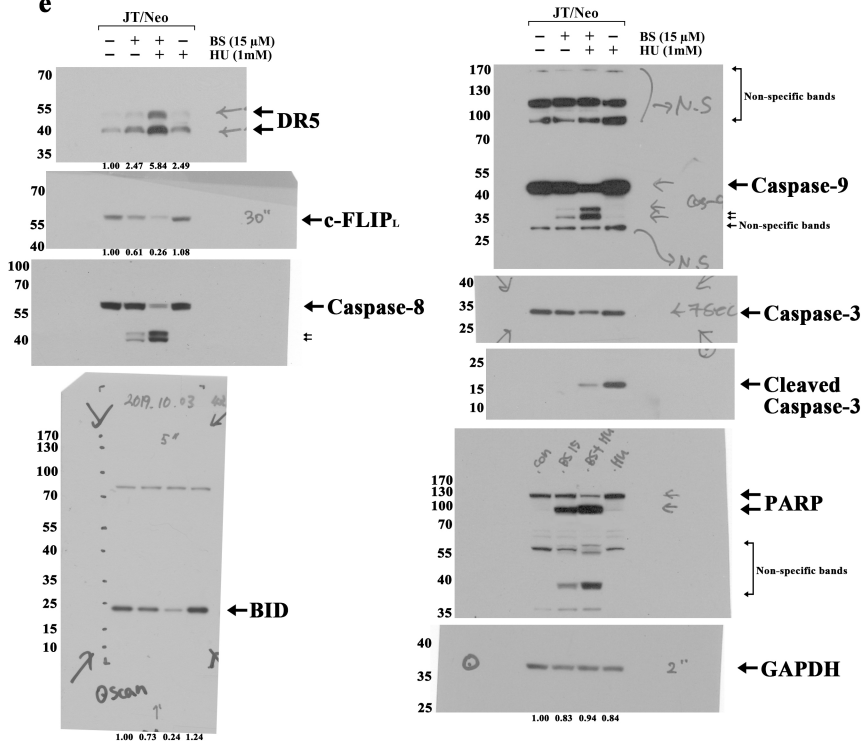 e
JT/Neo
− + + − BS (15 µM)
− − + + HU (1mM)
70
55
40
35
DR5
1.00 2.47 5.84 2.49
70
55
40
30"
c-FLIPL
1.00 0.61 0.26 1.08
100
70
55
40
Caspase-8
2019.10.03
5"
170
130
100
70
55
40
35
25
15
10
BID
scan
1.00 0.73 0.24 1.24
JT/Neo
− + + − BS (15 µM)
− − + + HU (1mM)
170
130
100
70
55
40
35
25
Non-specific bands
N.S
Caspase-9
Non-specific bands
N.S
40
35
25
7sec
Caspase-3
25
15
10
Cleaved
Caspase-3
con BS 15 BS+HU HU
170
130
100
70
55
40
35
PARP
Non-specific bands
40
35
25
2"
GAPDH
1.00 0.83 0.94 0.84